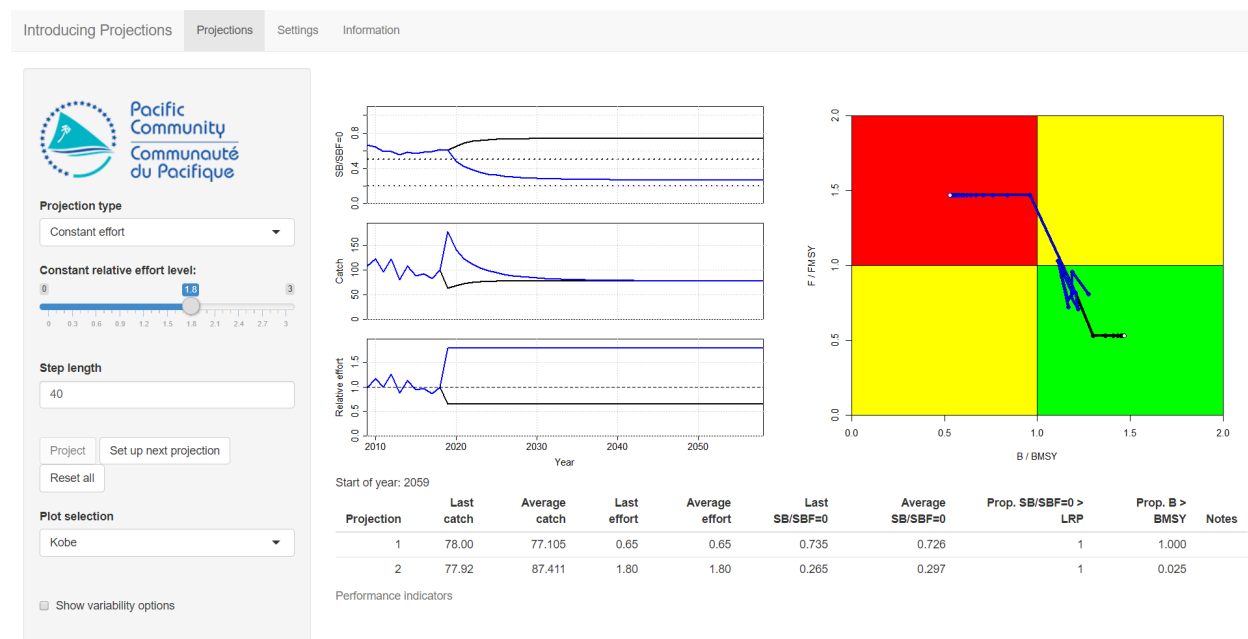 Introducing Projections Projections Settings Information
Pacific
Community
Communauté
du Pacifique
Projection type
Constant effort
Constant relative effort level:
0 1.8 3
0 0.3 0.6 0.9 1.2 1.5 1.8 2.1 2.4 2.7 3
Step length
40
Project Set up next projection
Reset all
Plot selection
Kobe
Show variability options
SB/SBF=0
0.8
0.4
0.0
Catch
150
100
50
0
Relative effort
1.5
1.0
0.5
0.0
2010 2020 2030 2040 2050
Year
F / FMSY
2.0
1.5
1.0
0.5
0.0
0.0 0.5 1.0 1.5 2.0
B / BMSY
Start of year: 2059
Projection Last catch Average catch Last effort Average effort Last SB/SBF=0 Average SB/SBF=0 Prop. SB/SBF=0 > LRP Prop. B > BMSY Notes
1 78.00 77.105 0.65 0.65 0.735 0.726 1 1.000
2 77.92 87.411 1.80 1.80 0.265 0.297 1 0.025
Performance indicators